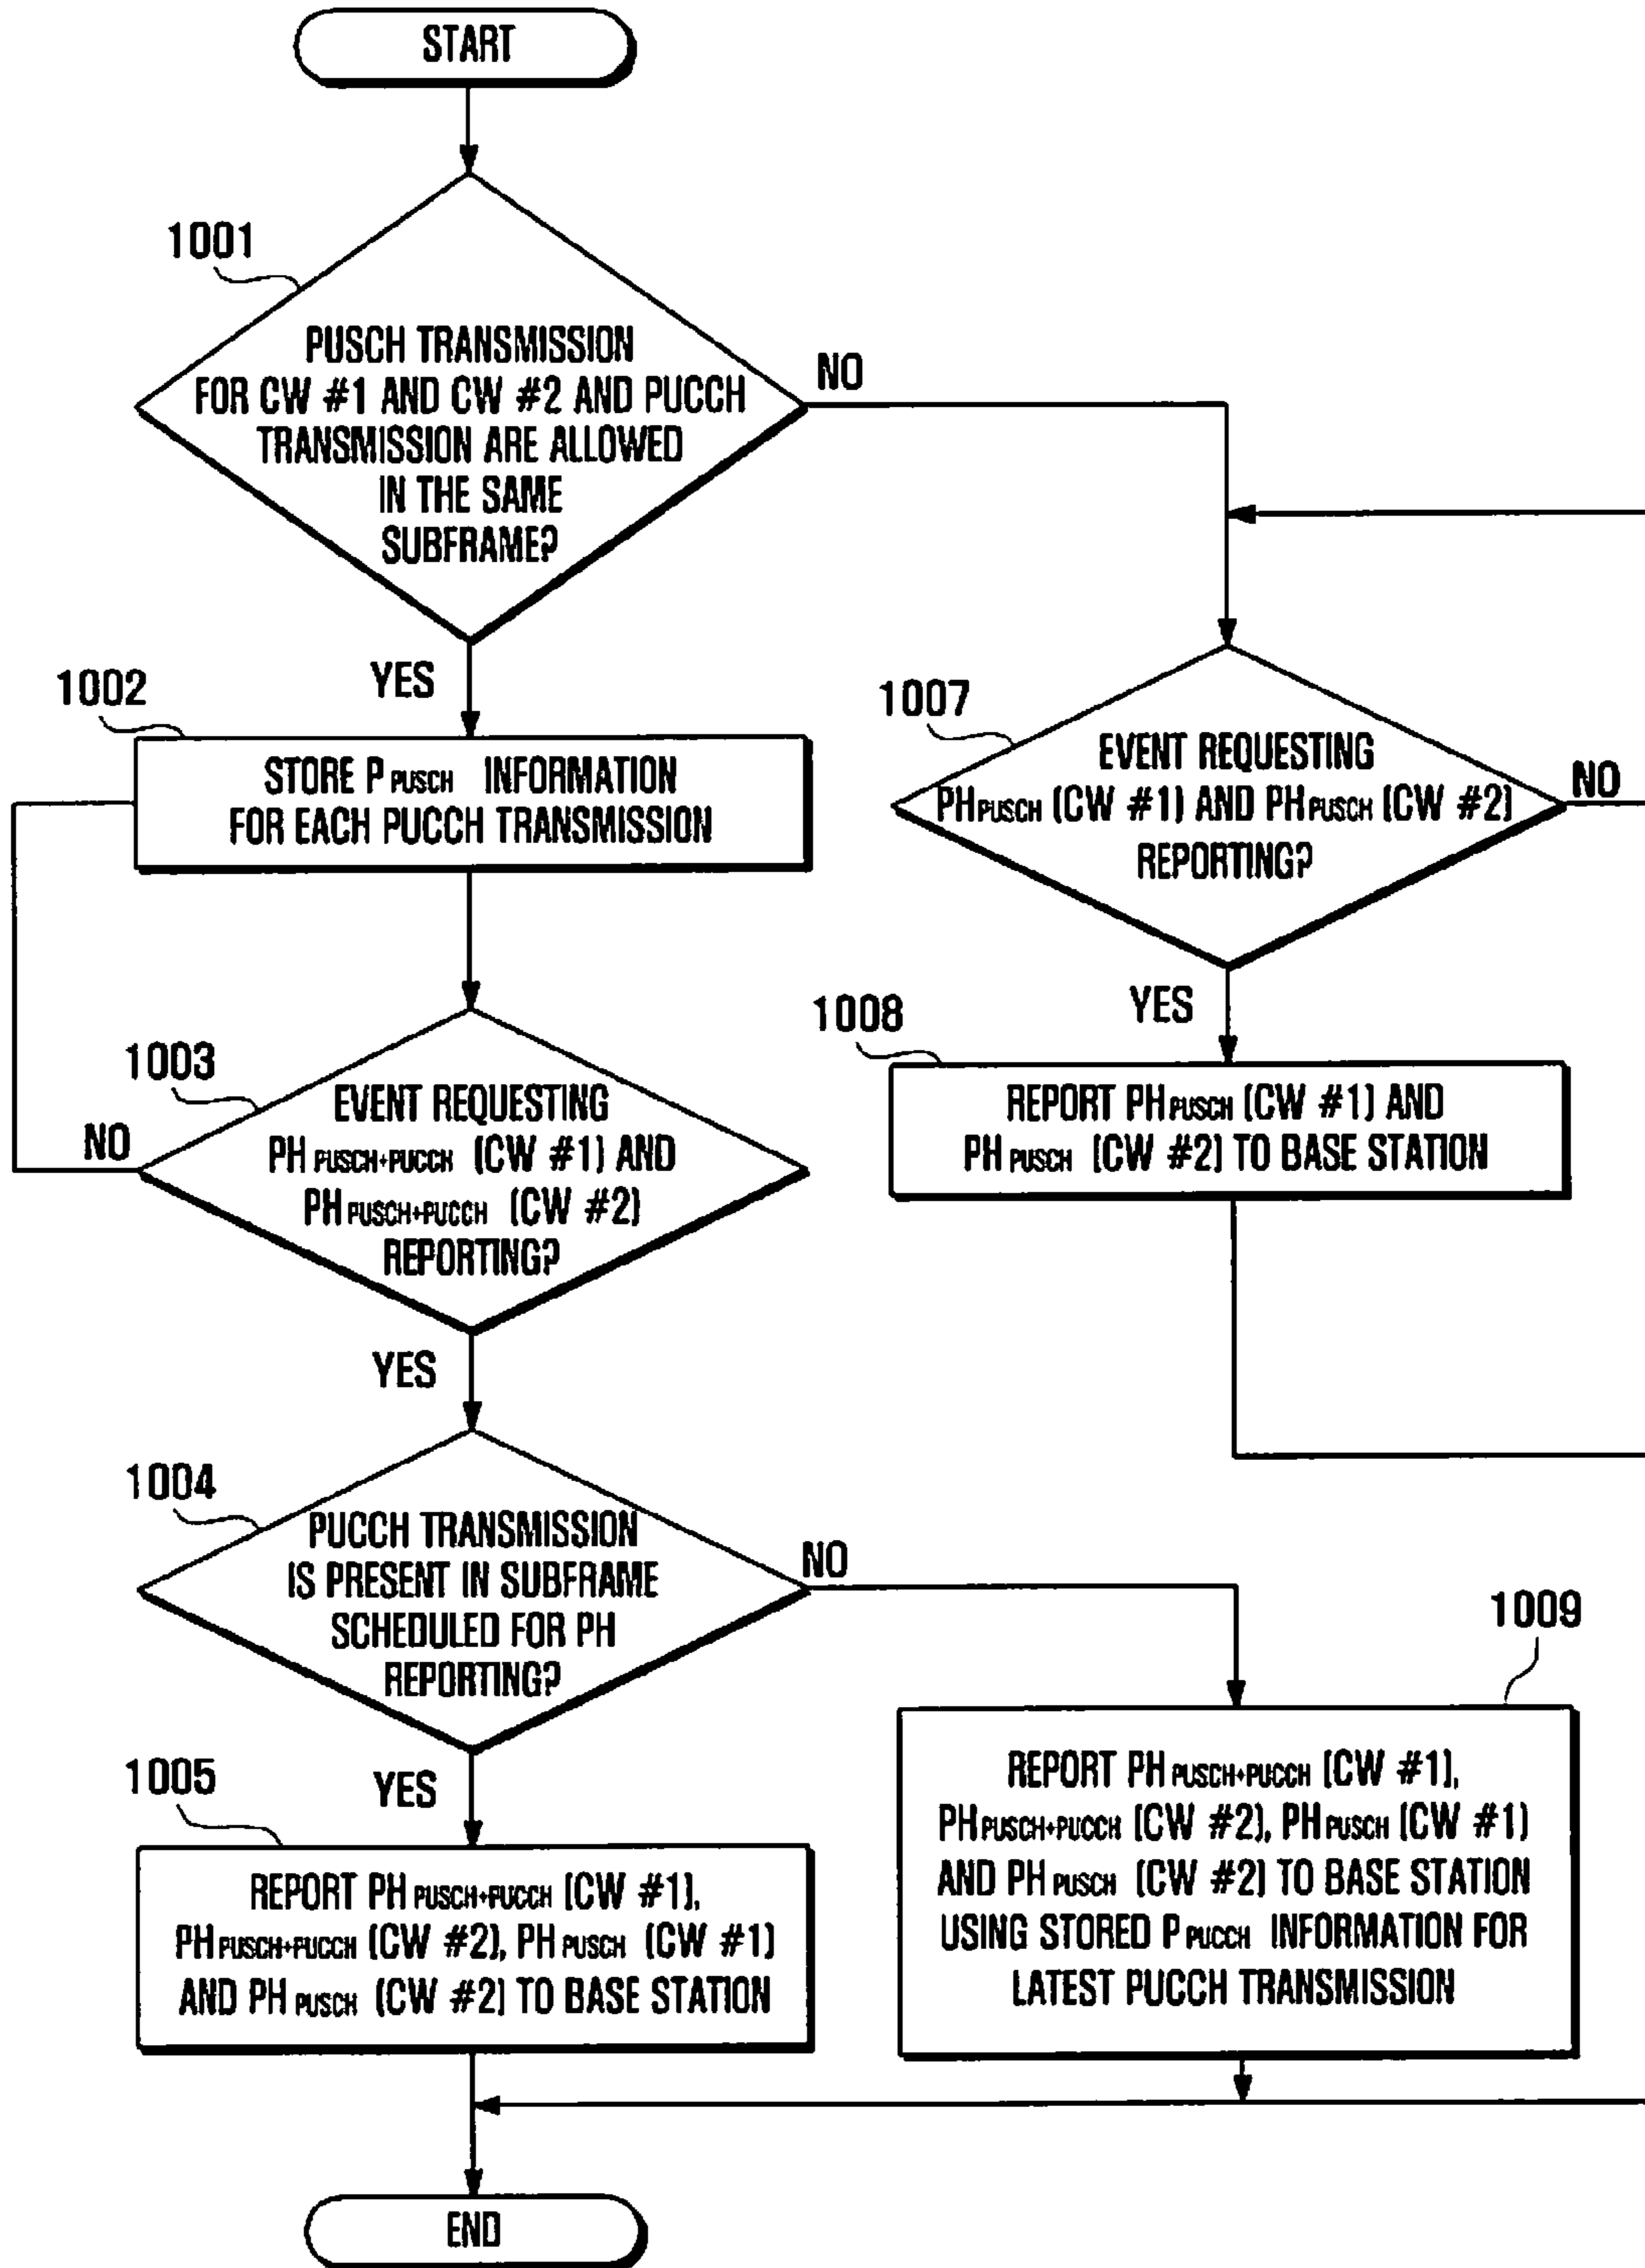 START
1001
PUSCH TRANSMISSION
FOR CW #1 AND CW #2 AND PUCCH
TRANSMISSION ARE ALLOWED
IN THE SAME
SUBFRAME?
NO
YES
1002
STORE P PUSCH INFORMATION
FOR EACH PUCCH TRANSMISSION
1007
EVENT REQUESTING
PH PUSCH (CW #1) AND PH PUSCH (CW #2)
REPORTING?
NO
YES
1008
REPORT PH PUSCH (CW #1) AND
PH PUSCH (CW #2) TO BASE STATION
1003
EVENT REQUESTING
PH PUSCH+PUCCH (CW #1) AND
PH PUSCH+PUCCH (CW #2)
REPORTING?
NO
YES
1004
PUCCH TRANSMISSION
IS PRESENT IN SUBFRAME
SCHEDULED FOR PH
REPORTING?
NO
YES
1009
REPORT PH PUSCH+PUCCH (CW #1),
PH PUSCH+PUCCH (CW #2), PH PUSCH (CW #1)
AND PH PUSCH (CW #2) TO BASE STATION
USING STORED P PUCCH INFORMATION FOR
LATEST PUCCH TRANSMISSION
1005
REPORT PH PUSCH+PUCCH (CW #1),
PH PUSCH+PUCCH (CW #2), PH PUSCH (CW #1)
AND PH PUSCH (CW #2) TO BASE STATION
END